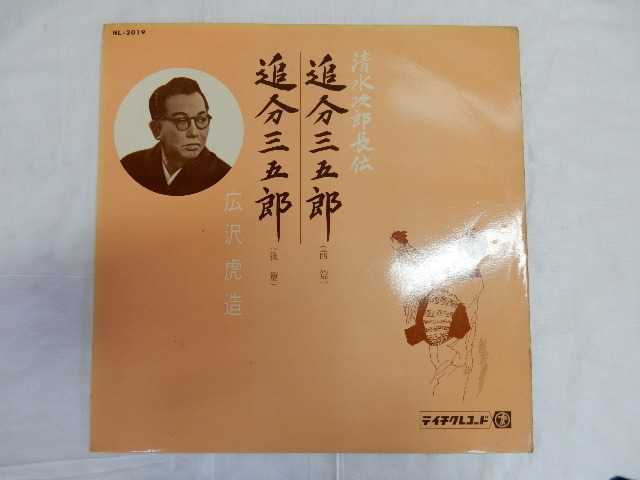 NL-2019
清水次郎長伝
追分三五郎
(前篇)
追分三五郎
(後篇)
広沢虎造
テイチクレコード